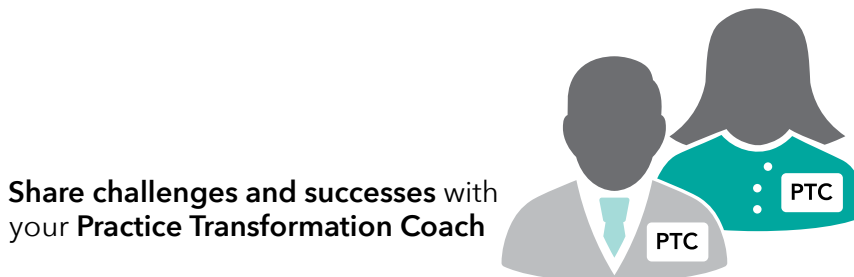 Share challenges and successes with
your Practice Transformation Coach
PTC
PTC